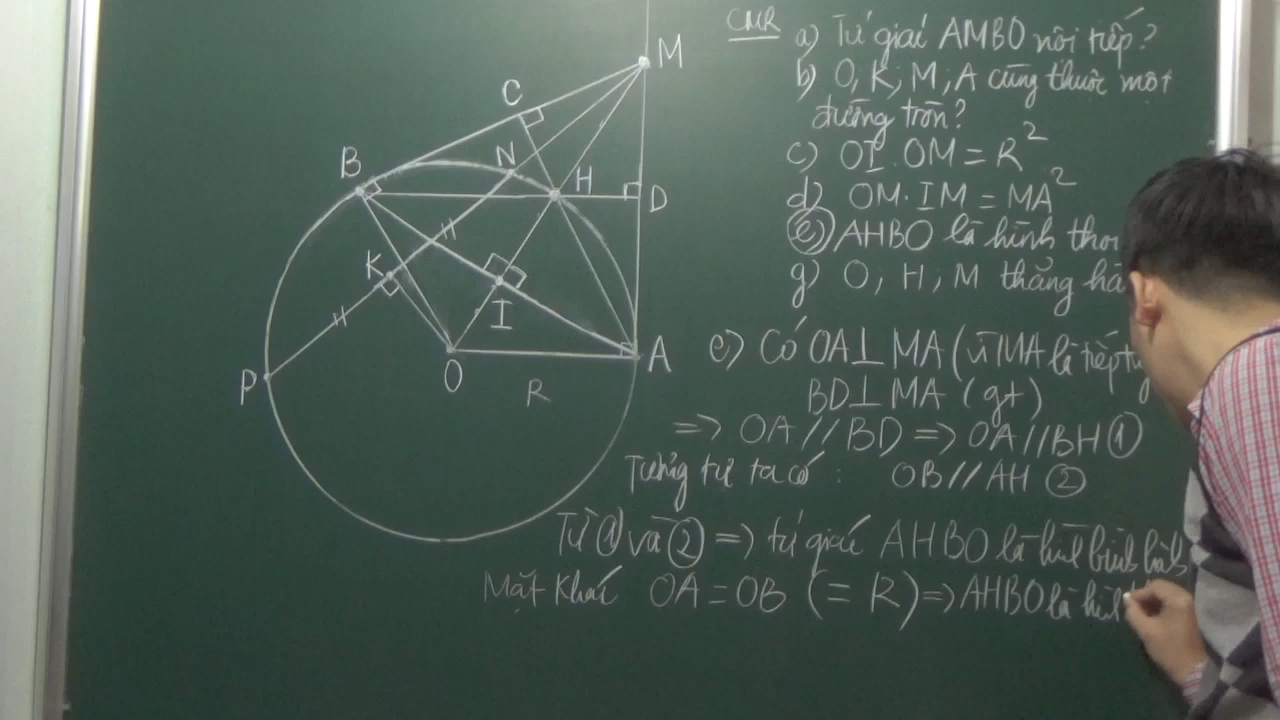 CMR
a) Tứ giác AMBO nội tiếp?
b) O, K, M, A cùng thuộc một
đường tròn?
c) OI.OM = R²
d) OM.IM = MA²
e) AHBO là hình thoi
g) O, H, M thẳng hà
e) Có OA⊥MA (vì MA là tiếp tu
BD⊥MA (gt)
=> OA//BD => OA//BH ①
Tương tự ta có: OB//AH ②
Từ ① và ② => tứ giác AHBO là hình bình hành
Mặt khác OA = OB (= R) => AHBO là hình
M
C
B
N
H
D
K
I
P
O
A
R